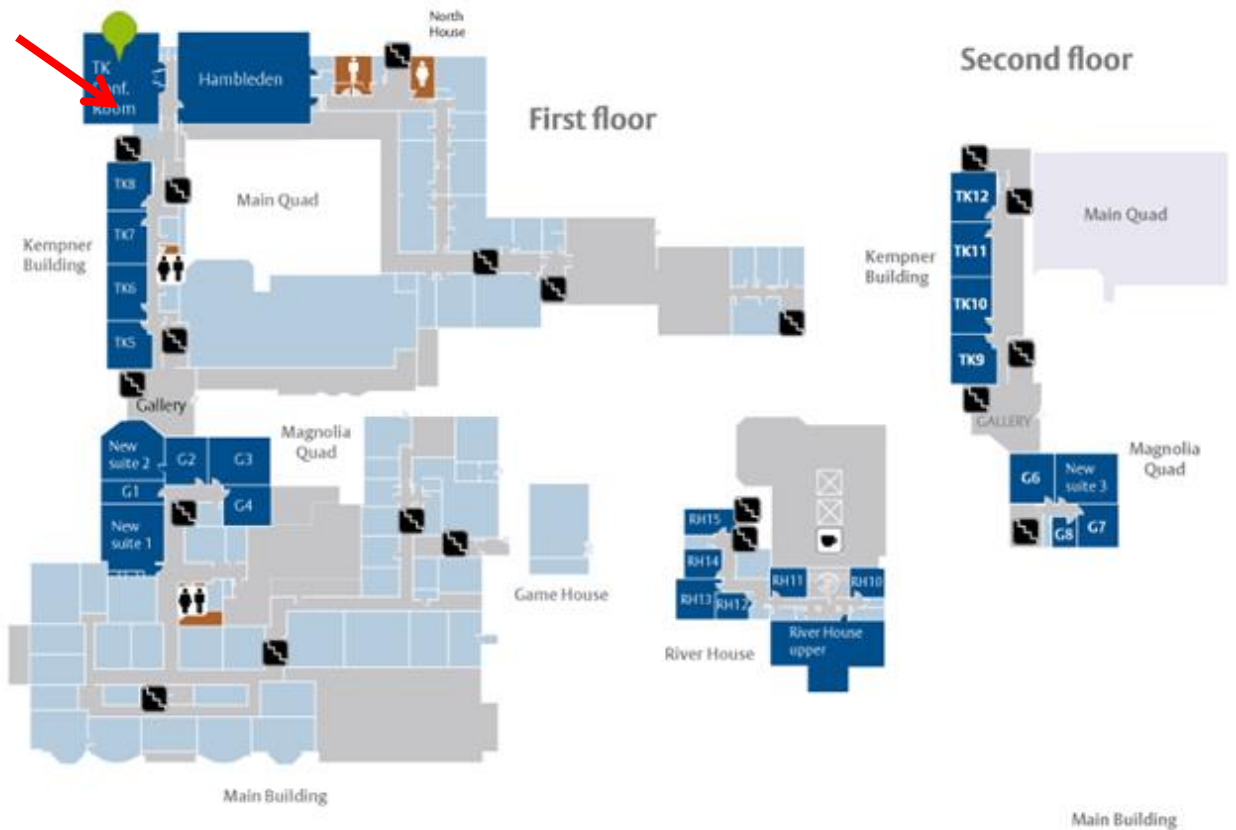 North
House
Second floor
TK
Conf.
Room
Hambleden
First floor
TK8
TK12
Main Quad
Main Quad
TK7
Kempner
Building
TK11
Kempner
Building
TK6
TK10
TK5
TK9
Gallery
GALLERY
Magnolia
Quad
New
suite 2
G2
G3
Magnolia
Quad
G1
G4
G6
New
suite 3
New
suite 1
G8
G7
RH15
RH14
RH11
RH10
RH13
RH12
Game House
River House
upper
River House
Main Building
Main Building